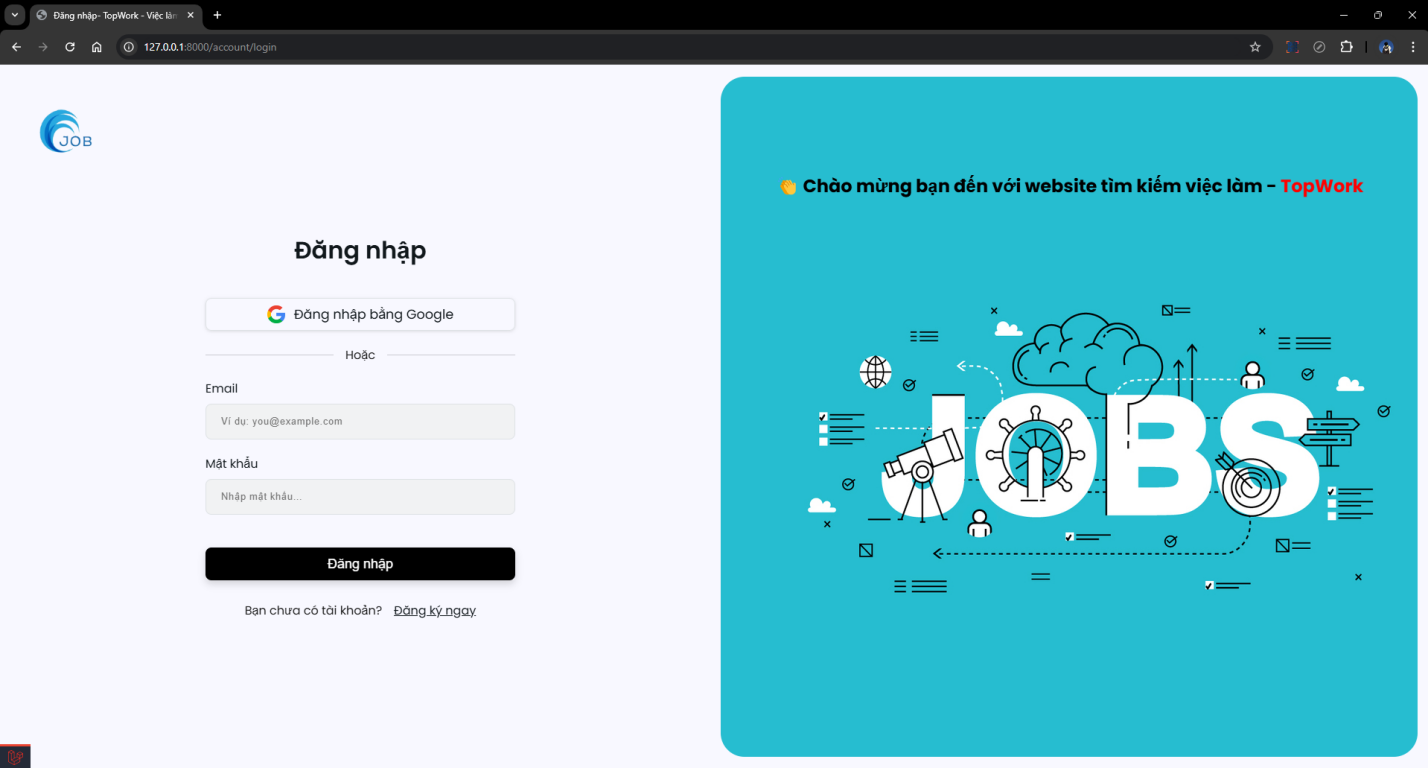 Đăng nhập- TopWork - Việc làn
127.0.0.1:8000/account/login
JOB
Đăng nhập
Đăng nhập bằng Google
Hoặc
Email
Ví dụ: you@example.com
Mật khẩu
Nhập mật khẩu...
Đăng nhập
Bạn chưa có tài khoản? Đăng ký ngay
👏 Chào mừng bạn đến với website tìm kiếm việc làm - TopWork
JOBS